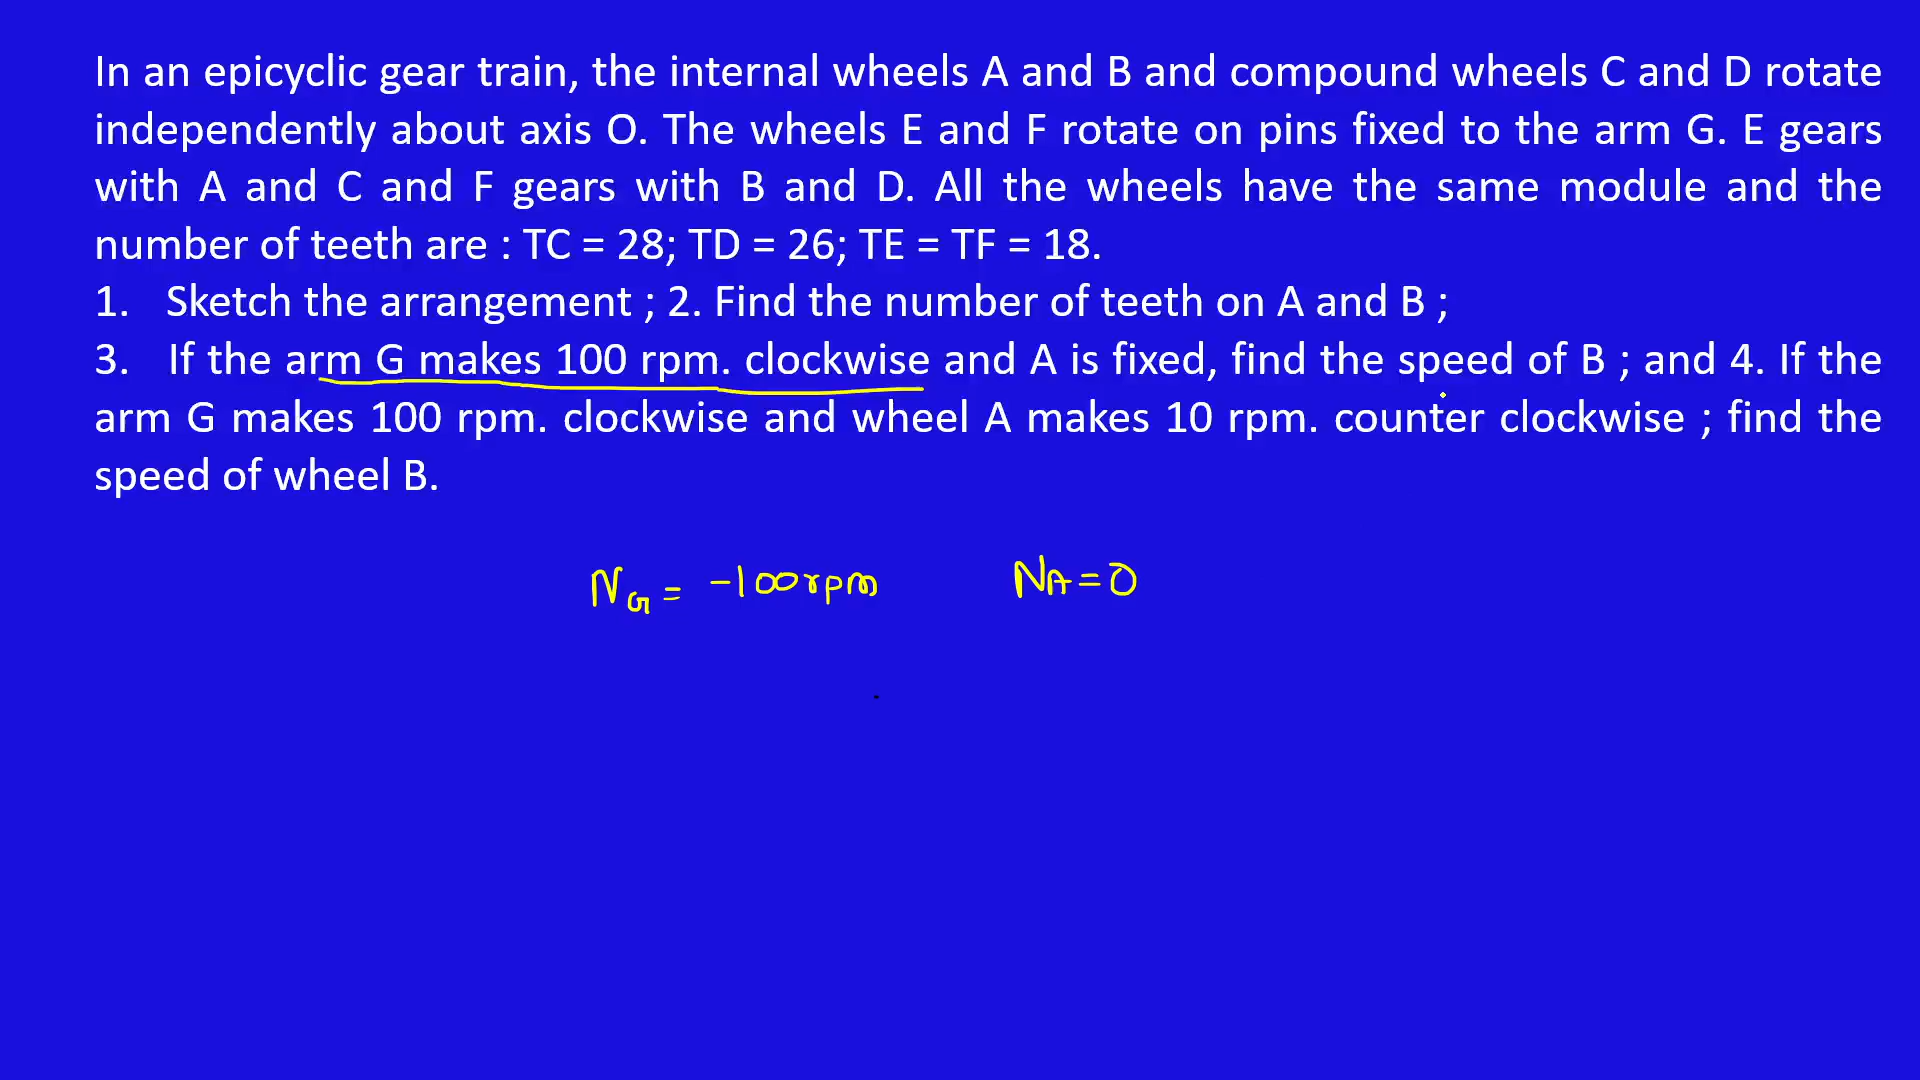 In an epicyclic gear train, the internal wheels A and B and compound wheels C and D rotate
independently about axis O. The wheels E and F rotate on pins fixed to the arm G. E gears
with A and C and F gears with B and D. All the wheels have the same module and the
number of teeth are : TC = 28; TD = 26; TE = TF = 18.
1. Sketch the arrangement ; 2. Find the number of teeth on A and B ;
3. If the arm G makes 100 rpm. clockwise and A is fixed, find the speed of B ; and 4. If the
arm G makes 100 rpm. clockwise and wheel A makes 10 rpm. counter clockwise ; find the
speed of wheel B.
NG = -100rpm NA=0